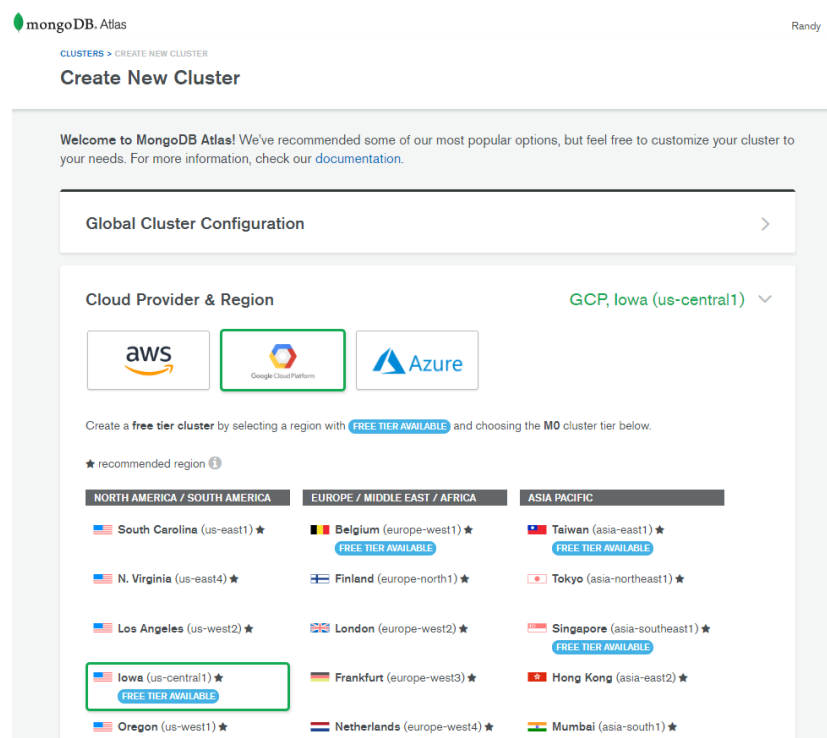 mongoDB. Atlas
Randy
CLUSTERS > CREATE NEW CLUSTER
Create New Cluster
Welcome to MongoDB Atlas! We've recommended some of our most popular options, but feel free to customize your cluster to
your needs. For more information, check our documentation.
Global Cluster Configuration
Cloud Provider & Region
GCP, Iowa (us-central1)
aws
Google Cloud Platform
Azure
Create a free tier cluster by selecting a region with FREE TIER AVAILABLE and choosing the M0 cluster tier below.
★ recommended region i
NORTH AMERICA / SOUTH AMERICA
South Carolina (us-east1) ★
N. Virginia (us-east4) ★
Los Angeles (us-west2) ★
Iowa (us-central1) ★
FREE TIER AVAILABLE
Oregon (us-west1) ★
EUROPE / MIDDLE EAST / AFRICA
Belgium (europe-west1) ★
FREE TIER AVAILABLE
Finland (europe-north1) ★
London (europe-west2) ★
Frankfurt (europe-west3) ★
Netherlands (europe-west4) ★
ASIA PACIFIC
Taiwan (asia-east1) ★
FREE TIER AVAILABLE
Tokyo (asia-northeast1) ★
Singapore (asia-southeast1) ★
FREE TIER AVAILABLE
Hong Kong (asia-east2) ★
Mumbai (asia-south1) ★